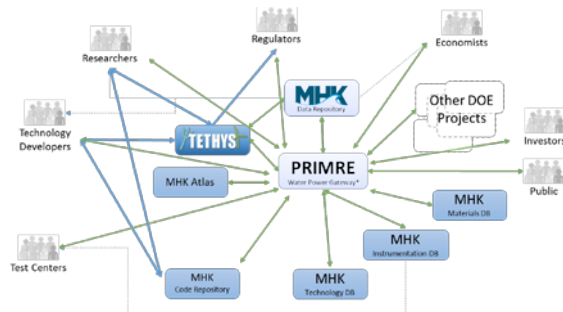 Regulators
Economists
Researchers
MHK
Data Repository
Other DOE
Projects
Technology
Developers
TETHYS
Investors
PRIMRE
Water Power Gateway*
MHK Atlas
Public
MHK
Materials DB
MHK
Instrumentation DB
Test Centers
MHK
Code Repository
MHK
Technology DB